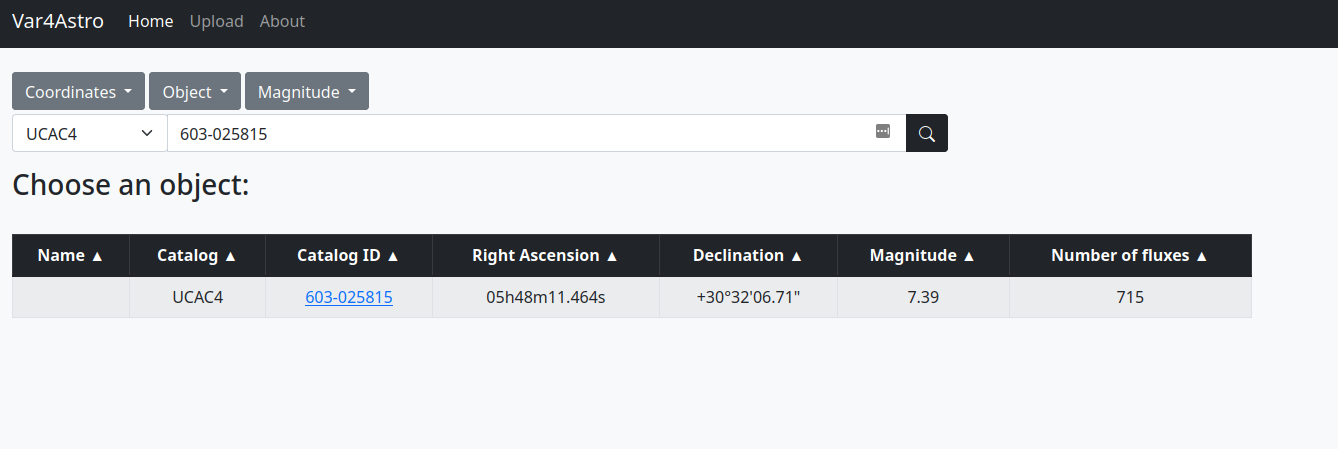 Var4Astro Home Upload About
Coordinates Object Magnitude
UCAC4 603-025815
Choose an object:
Name ▲ Catalog ▲ Catalog ID ▲ Right Ascension ▲ Declination ▲ Magnitude ▲ Number of fluxes ▲
UCAC4 603-025815 05h48m11.464s +30°32'06.71" 7.39 715